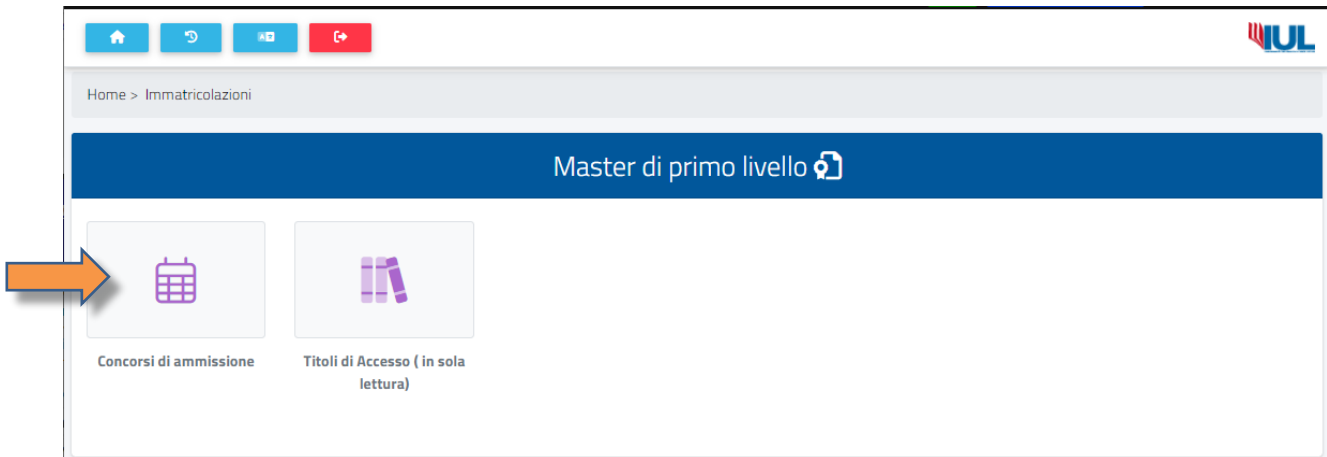 IUL
Home > Immatricolazioni
Master di primo livello
Concorsi di ammissione
Titoli di Accesso ( in sola
lettura)